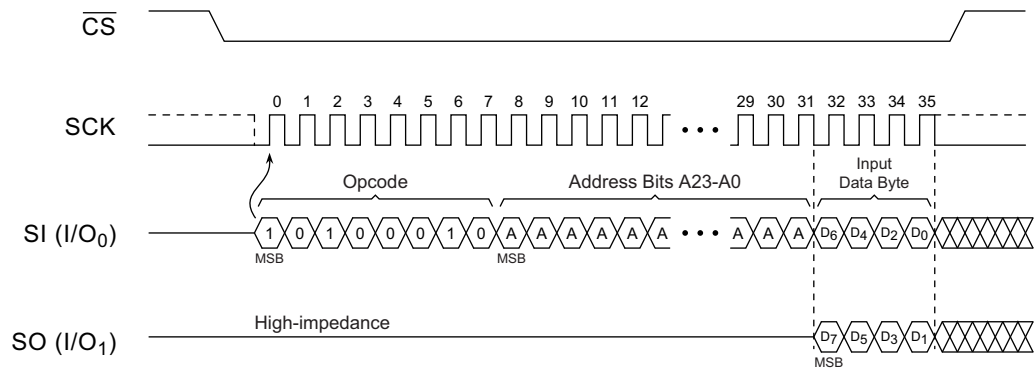 CS
0 1 2 3 4 5 6 7 8 9 10 11 12 29 30 31 32 33 34 35
SCK
Opcode Address Bits A23-A0 Input
Data Byte
SI (I/O0) 1 0 1 0 0 0 1 0 A A A A A A A A A D6 D4 D2 D0
MSB MSB
High-impedance
SO (I/O1) D7 D5 D3 D1
MSB